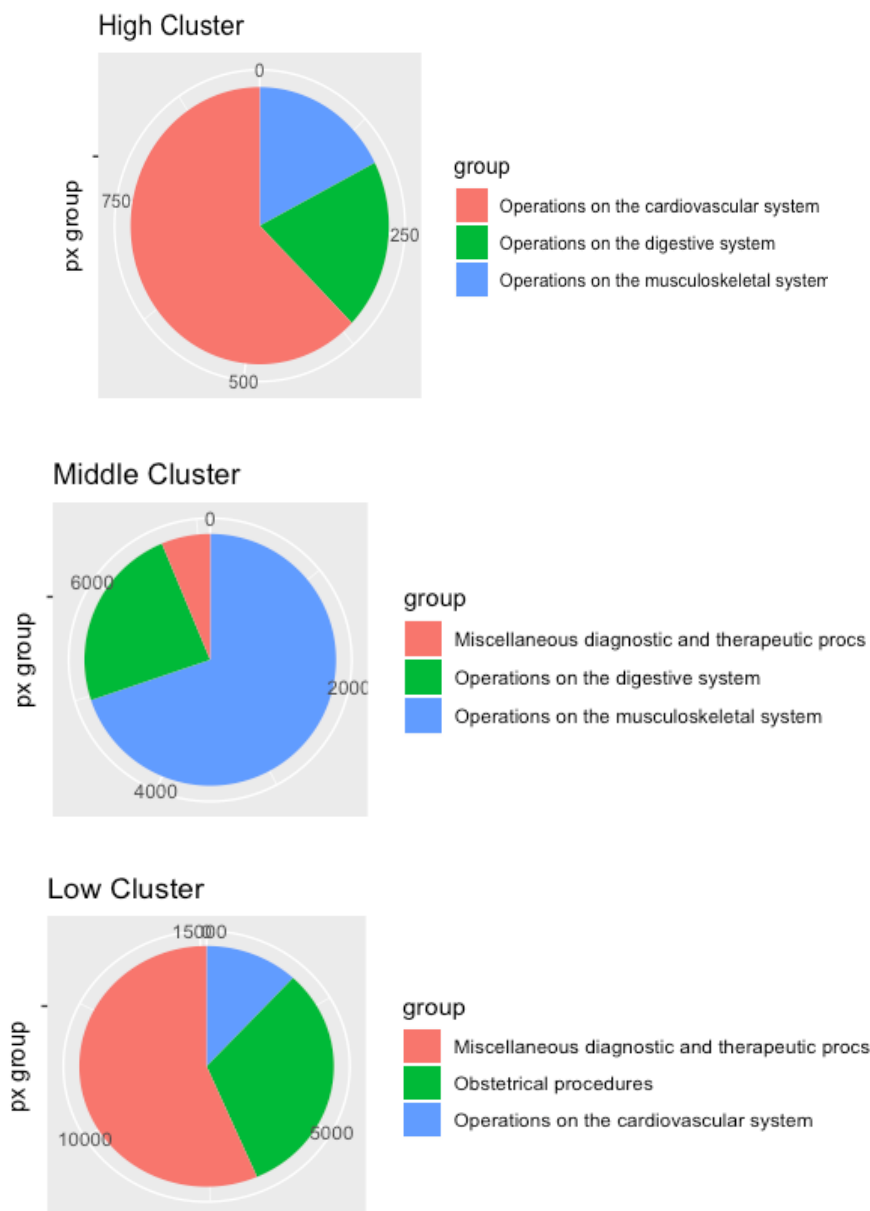 High Cluster
0
750
250
500
px group
group
Operations on the cardiovascular system
Operations on the digestive system
Operations on the musculoskeletal system
Middle Cluster
0
6000
2000
4000
px group
group
Miscellaneous diagnostic and therapeutic procs
Operations on the digestive system
Operations on the musculoskeletal system
Low Cluster
15000
0
10000
5000
px group
group
Miscellaneous diagnostic and therapeutic procs
Obstetrical procedures
Operations on the cardiovascular system